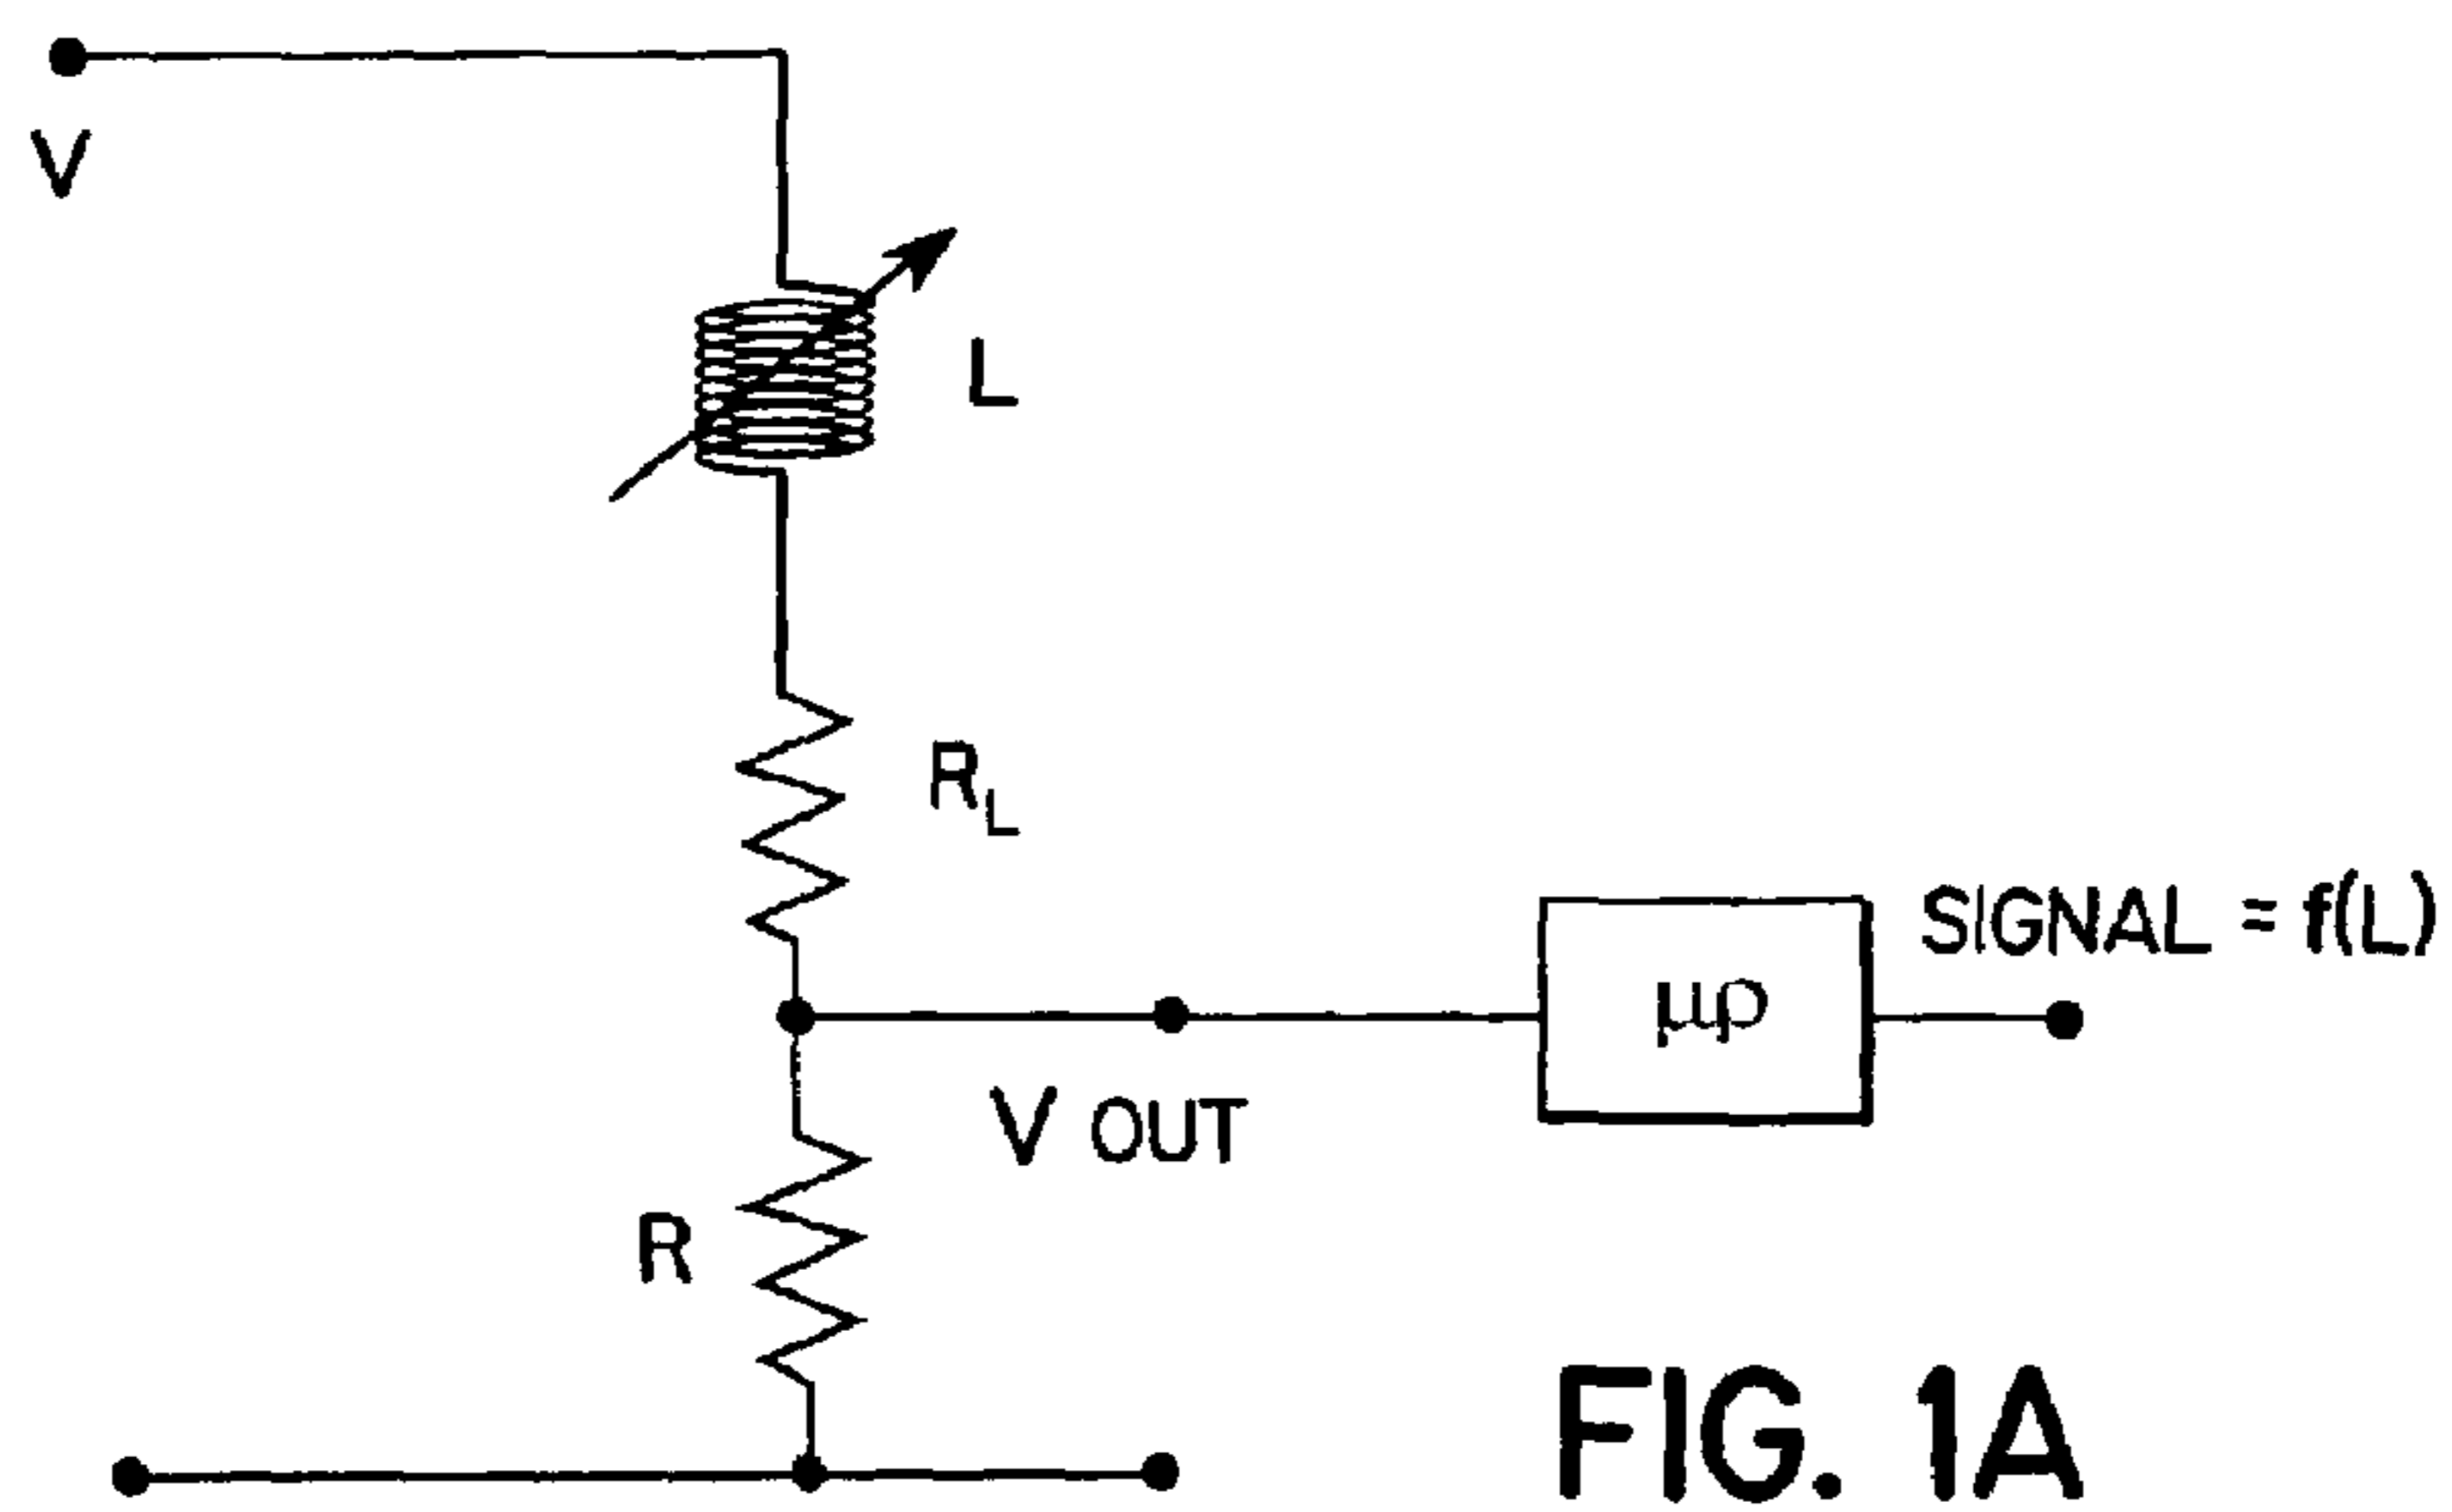 V
L
R_L
SIGNAL = f(L)
μρ
V OUT
R
FIG. 1A